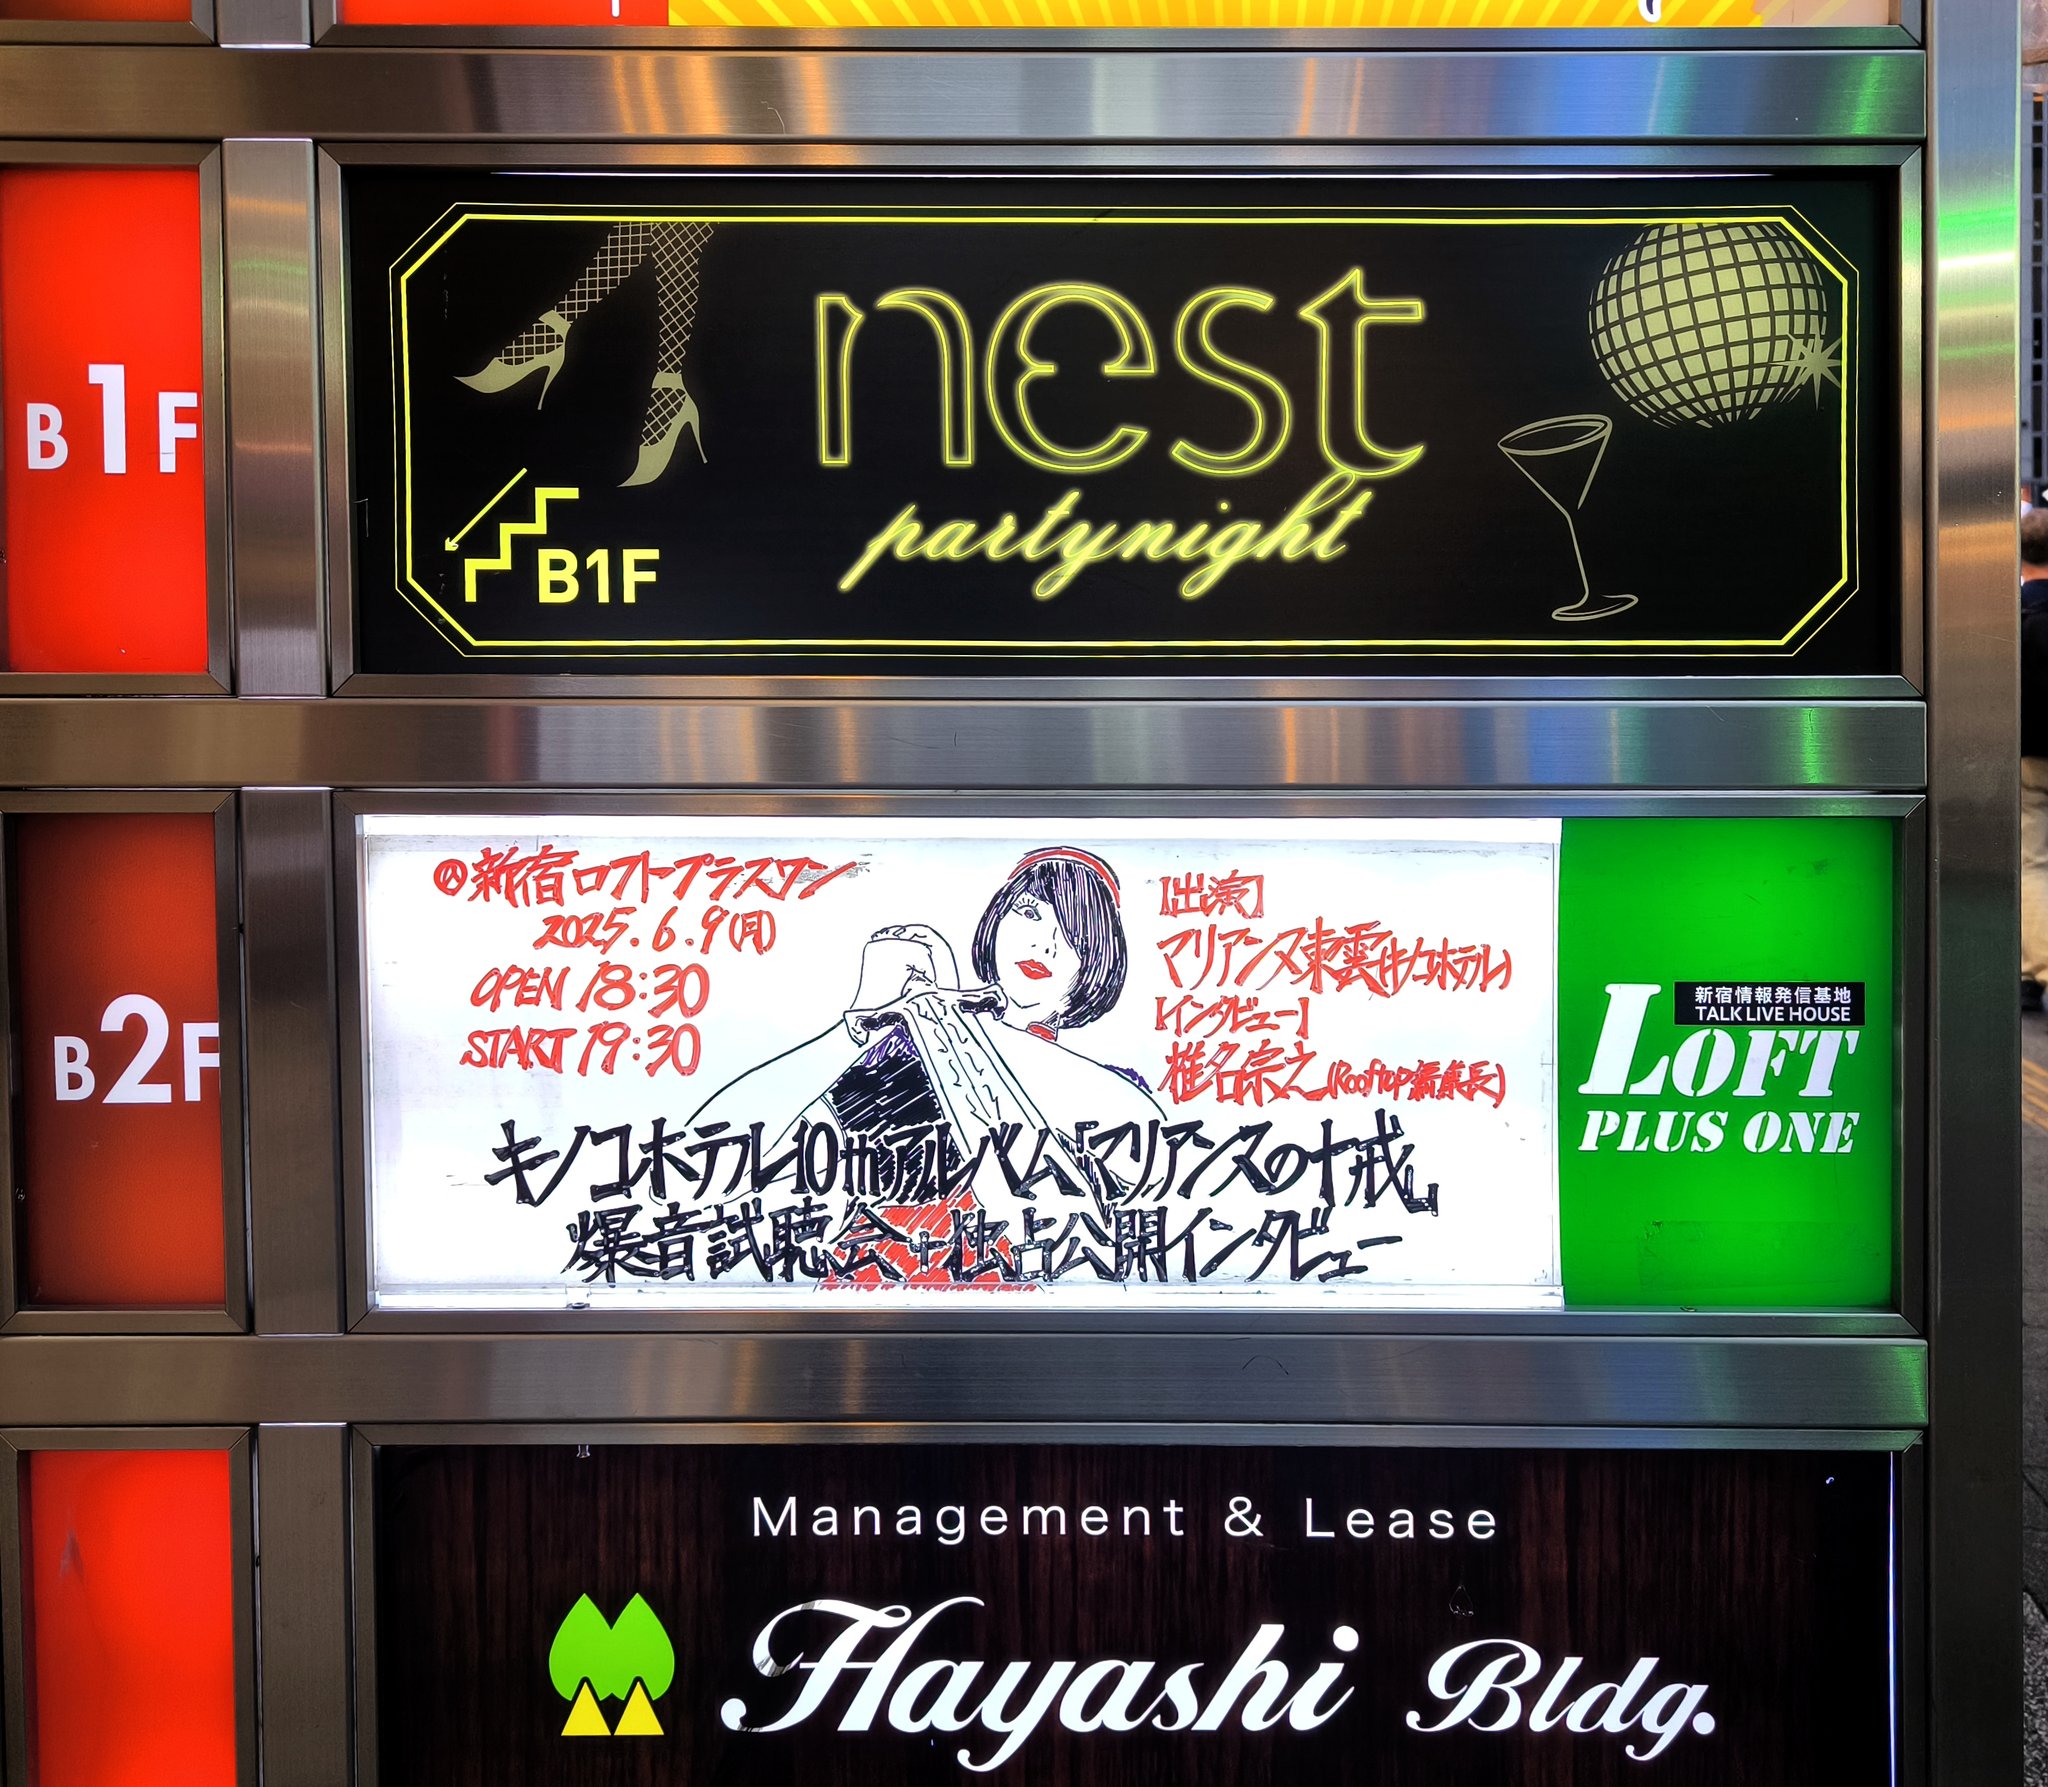 B1F
nest
partynight
B1F
B2F
@新宿ロフトプラスワン
2025.6.9(月)
OPEN 18:30
START 19:30
【出演】
マリアンヌ東雲(キノコホテル)
【インタビュー】
椎名宗之(Rooftop編集長)
キノコホテル10thアルバム『マリアンヌの十戒』
爆音試聴会+独占公開インタビュー
新宿情報発信基地
TALK LIVE HOUSE
LOFT
PLUS ONE
Management & Lease
Hayashi Bldg.